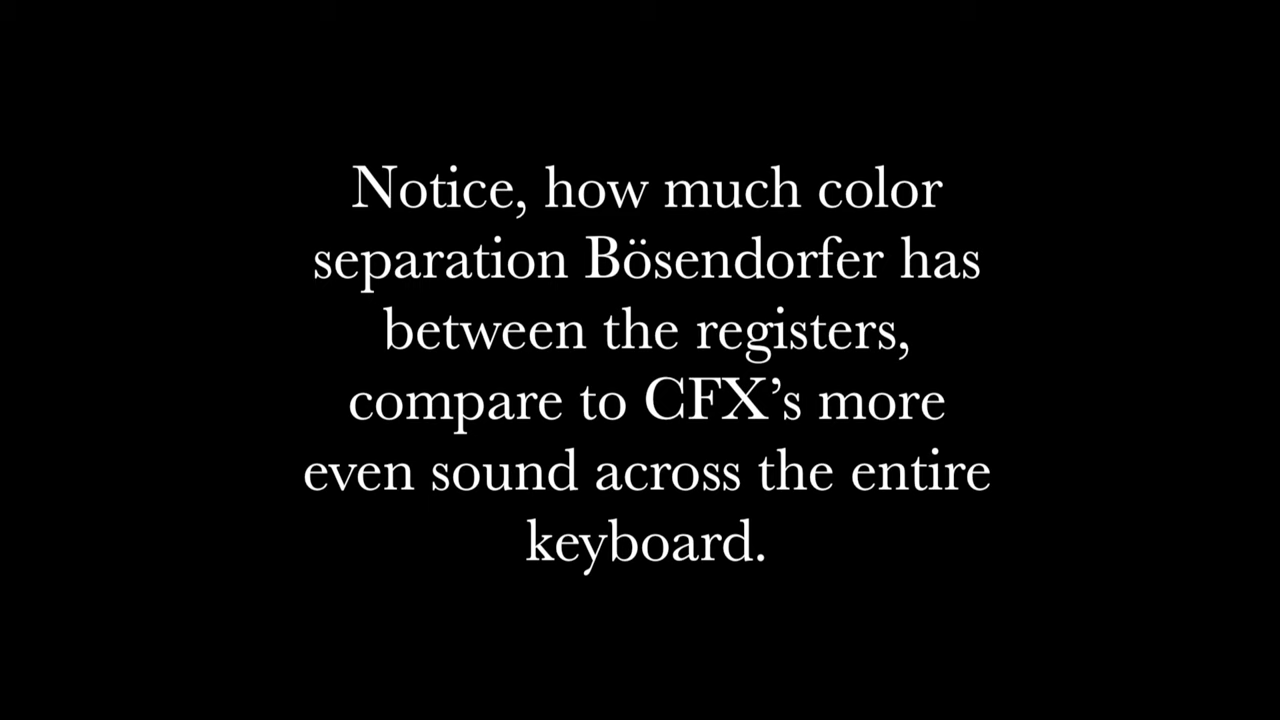 Notice, how much color
separation Bösendorfer has
between the registers,
compare to CFX’s more
even sound across the entire
keyboard.